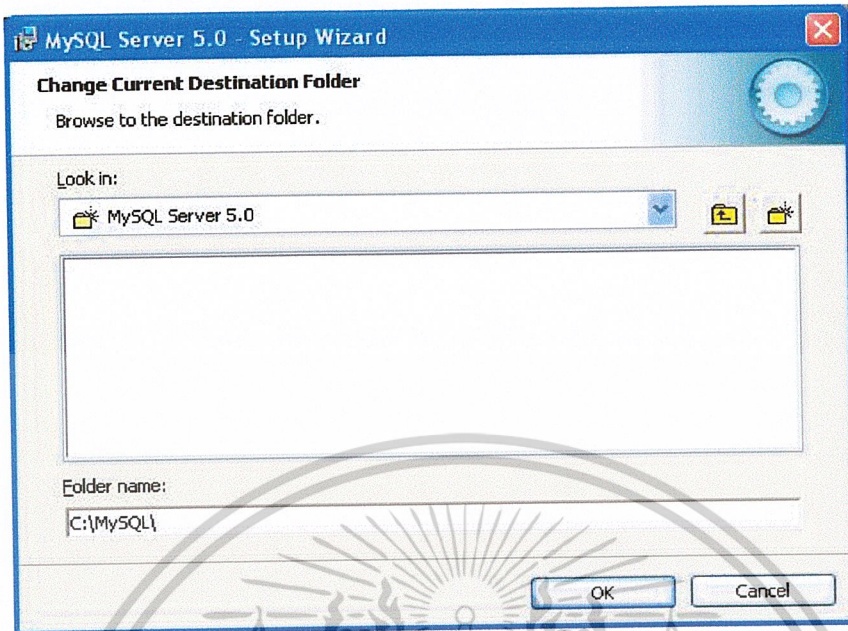 MySQL Server 5.0 - Setup Wizard
Change Current Destination Folder
Browse to the destination folder.
Look in:
MySQL Server 5.0
Folder name:
C:\MySQL\
OK
Cancel